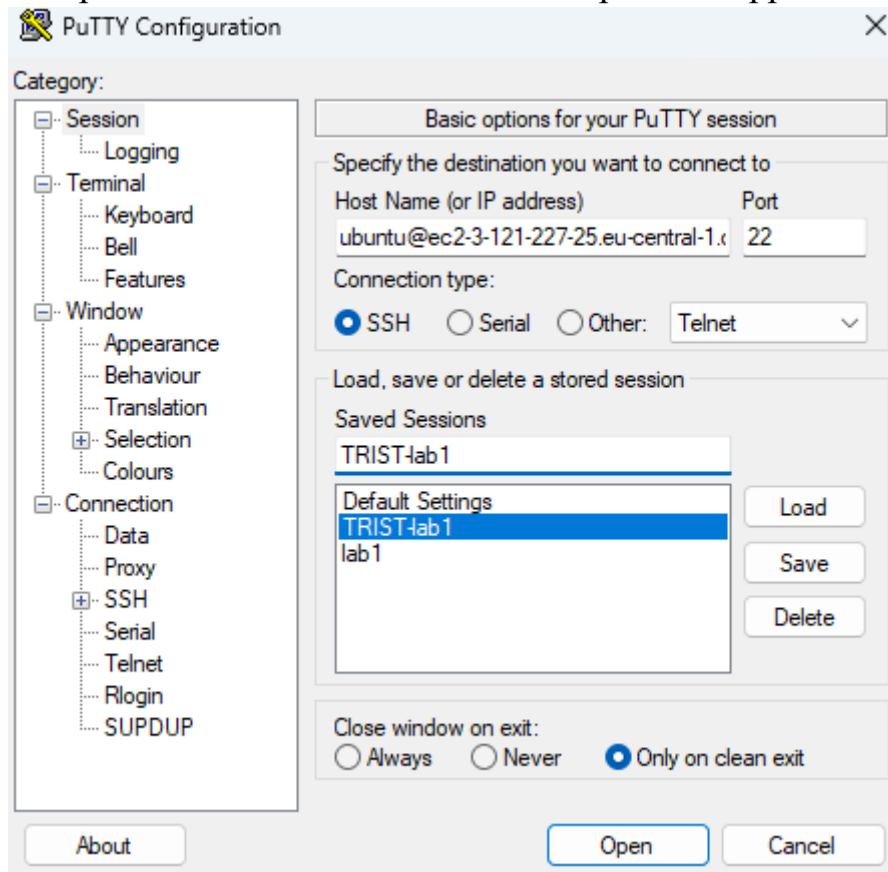 PuTTY Configuration
Category:
Session
Logging
Terminal
Keyboard
Bell
Features
Window
Appearance
Behaviour
Translation
Selection
Colours
Connection
Data
Proxy
SSH
Serial
Telnet
Rlogin
SUPDUP
Basic options for your PuTTY session
Specify the destination you want to connect to
Host Name (or IP address) Port
ubuntu@ec2-3-121-227-25.eu-central-1.c 22
Connection type:
SSH Serial Other: Telnet
Load, save or delete a stored session
Saved Sessions
TRIST-lab1
Default Settings
TRIST-lab1
lab1
Load
Save
Delete
Close window on exit:
Always Never Only on clean exit
About Open Cancel